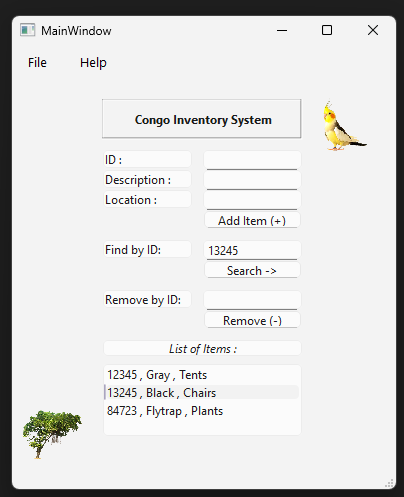 MainWindow
File Help
Congo Inventory System
ID :
Description :
Location :
Add Item (+)
Find by ID: 13245
Search ->
Remove by ID:
Remove (-)
List of Items :
12345 , Gray , Tents
13245 , Black , Chairs
84723 , Flytrap , Plants